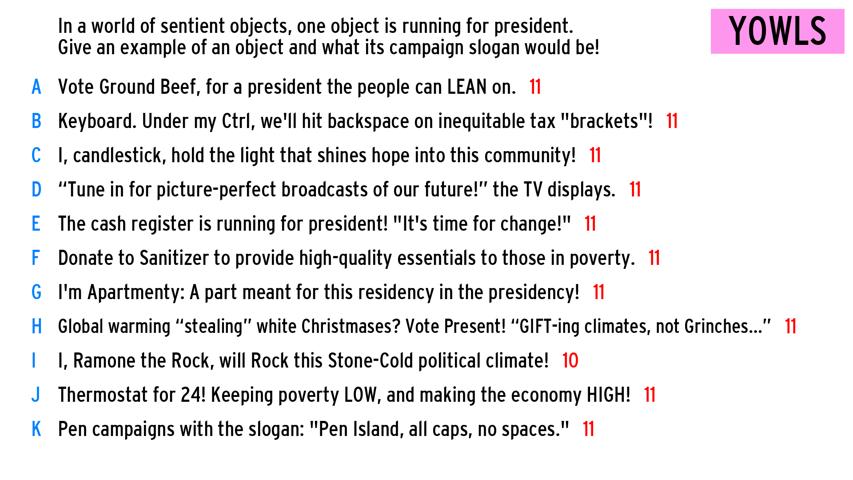 In a world of sentient objects, one object is running for president.
Give an example of an object and what its campaign slogan would be!
YOWLS
A Vote Ground Beef, for a president the people can LEAN on. 11
B Keyboard. Under my Ctrl, we'll hit backspace on inequitable tax "brackets"! 11
C I, candlestick, hold the light that shines hope into this community! 11
D “Tune in for picture-perfect broadcasts of our future!” the TV displays. 11
E The cash register is running for president! "It's time for change!" 11
F Donate to Sanitizer to provide high-quality essentials to those in poverty. 11
G I'm Apartmenty: A part meant for this residency in the presidency! 11
H Global warming “stealing” white Christmases? Vote Present! “GIFT-ing climates, not Grinches...” 11
I I, Ramone the Rock, will Rock this Stone-Cold political climate! 10
J Thermostat for 24! Keeping poverty LOW, and making the economy HIGH! 11
K Pen campaigns with the slogan: "Pen Island, all caps, no spaces." 11